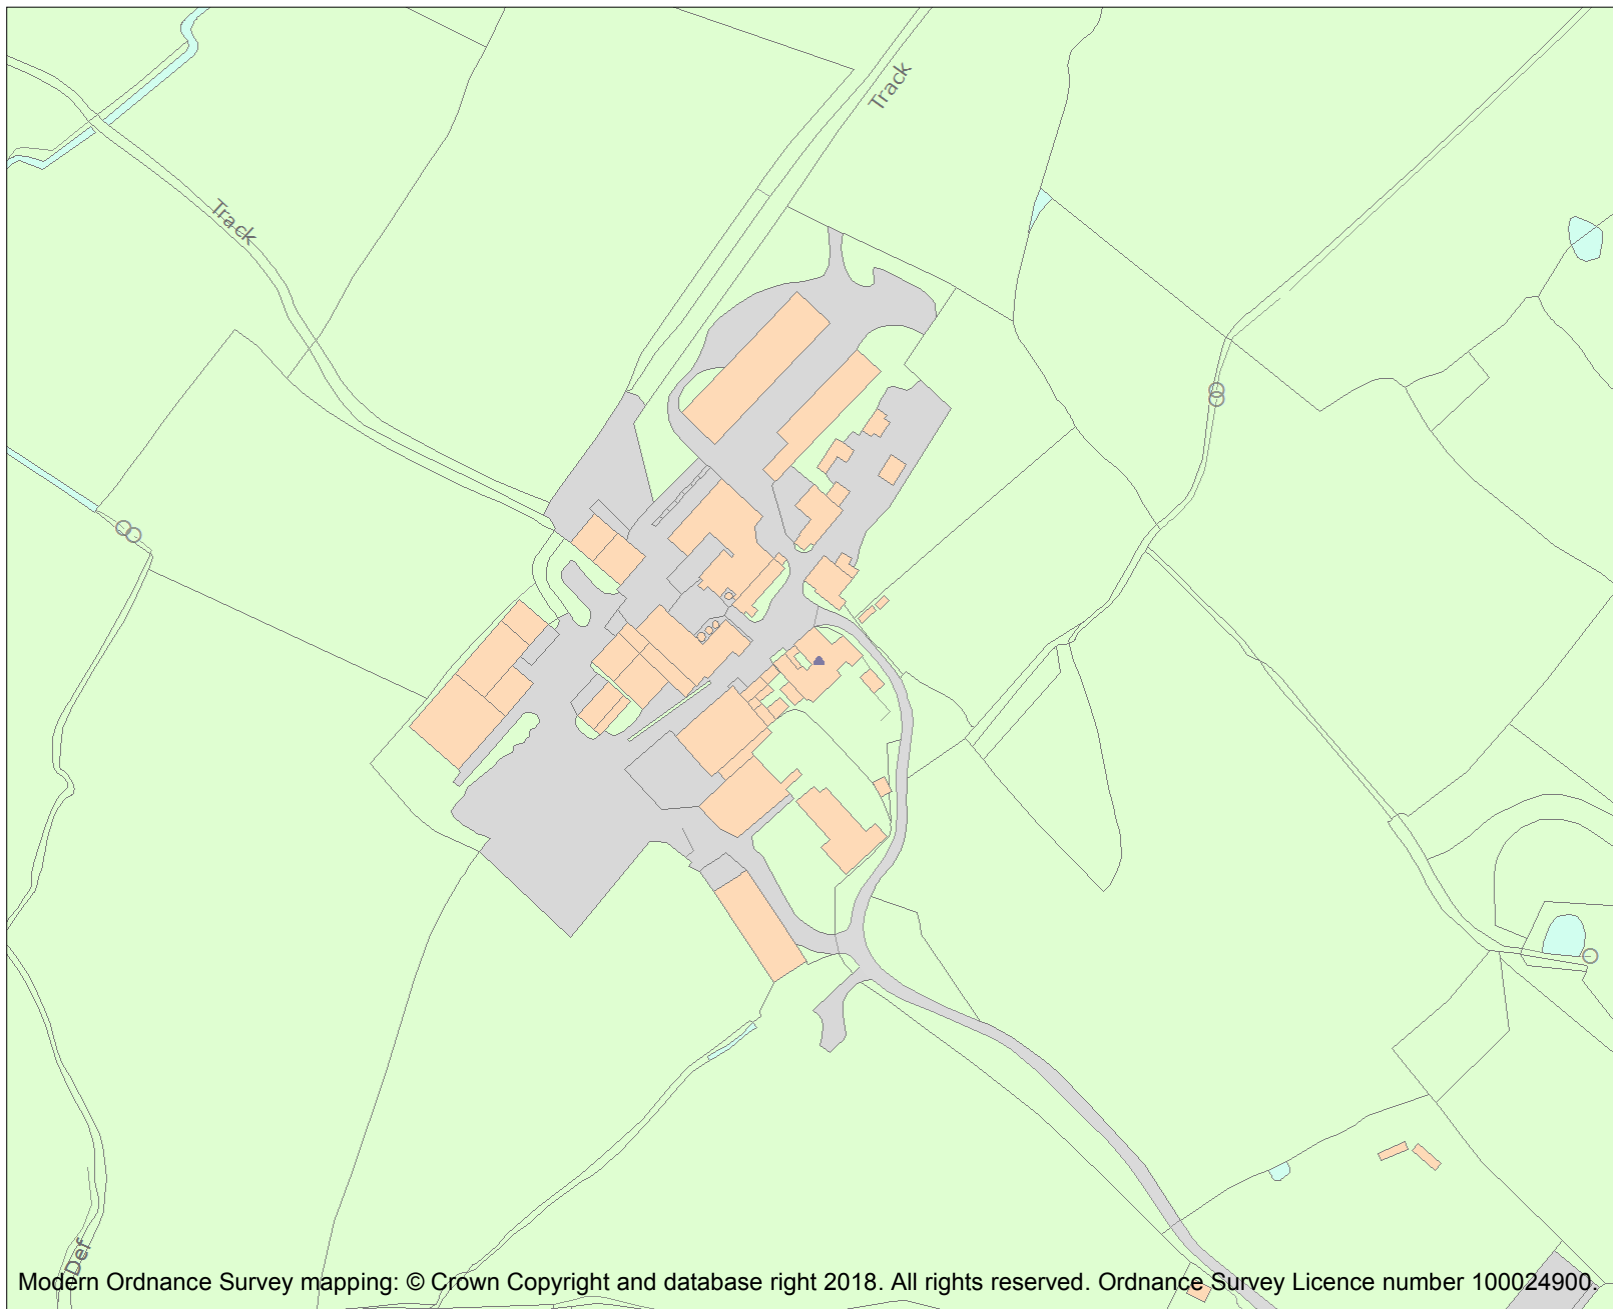 Track
Track
Def
Modern Ordnance Survey mapping: © Crown Copyright and database right 2018. All rights reserved. Ordnance Survey Licence number 100024900.